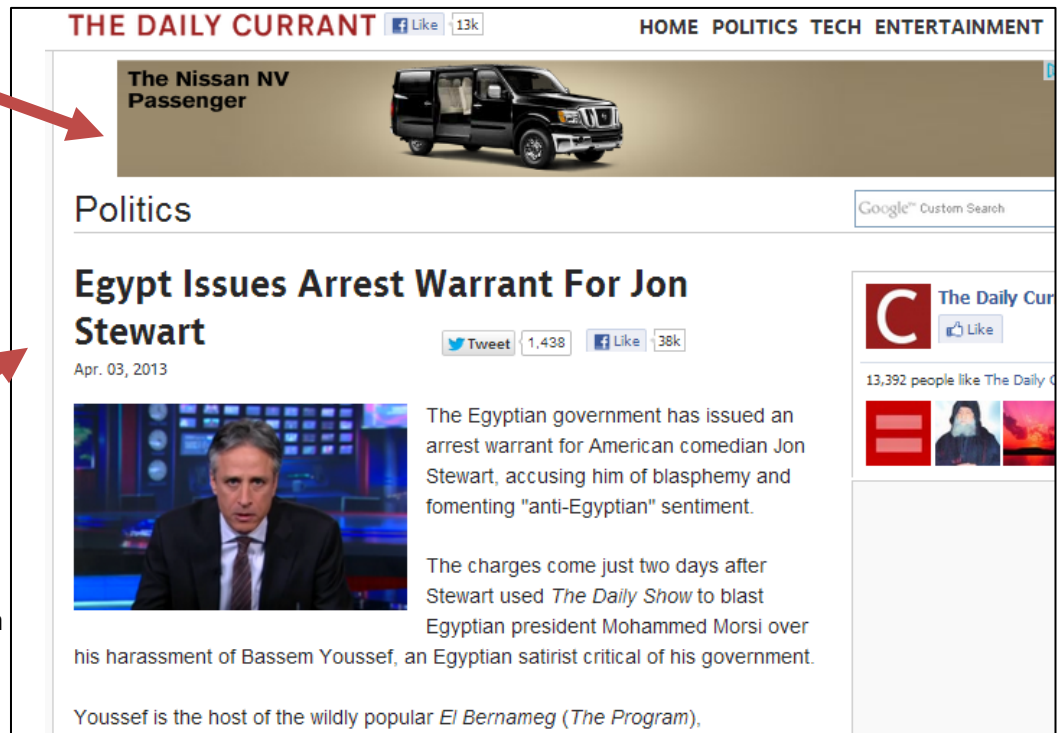 THE DAILY CURRANT Like 13k HOME POLITICS TECH ENTERTAINMENT
The Nissan NV
Passenger
Politics
Google™ Custom Search
Egypt Issues Arrest Warrant For Jon
Stewart
Tweet 1,438 Like 38k
Apr. 03, 2013
The Egyptian government has issued an
arrest warrant for American comedian Jon
Stewart, accusing him of blasphemy and
fomenting "anti-Egyptian" sentiment.
The charges come just two days after
Stewart used The Daily Show to blast
Egyptian president Mohammed Morsi over
his harassment of Bassem Youssef, an Egyptian satirist critical of his government.
Youssef is the host of the wildly popular El Bernameg (The Program),
The Daily Cur
Like
13,392 people like The Daily